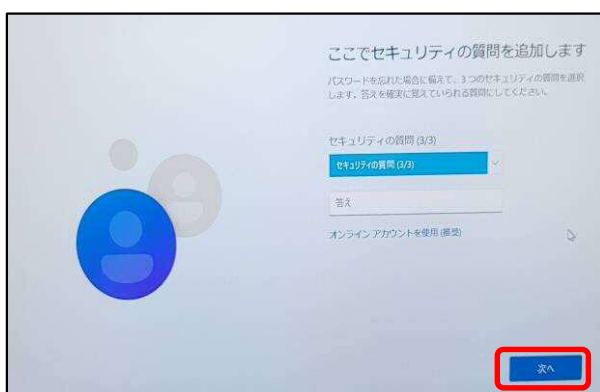 ここでセキュリティの質問を追加します
パスワードを忘れた場合に備えて、3 つのセキュリティの質問を選択
します。答えを確実に覚えていられる質問にしてください。
セキュリティの質問 (3/3)
セキュリティの質問 (3/3)
答え
オンライン アカウントを使用 (推奨)
次へ